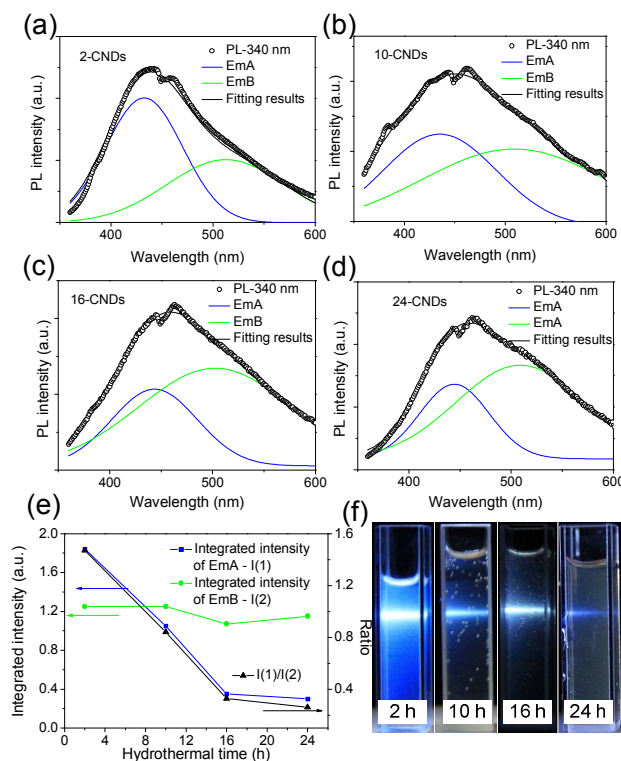 (a)
2-CNDs
PL-340 nm
EmA
EmB
Fitting results
PL intensity (a.u.)
400 500 600
Wavelength (nm)
(b)
10-CNDs
PL-340 nm
EmA
EmB
Fitting results
PL intensity (a.u.)
400 500 600
Wavelength (nm)
(c)
16-CNDs
PL-340 nm
EmA
EmB
Fitting results
PL intensity (a.u.)
400 500 600
Wavelength (nm)
(d)
24-CNDs
PL-340 nm
EmA
EmA
Fitting results
PL intensity (a.u.)
400 500 600
Wavelength (nm)
(e)
Integrated intensity
of EmA - I(1)
Integrated intensity
of EmB - I(2)
I(1)/I(2)
Integrated intensity
(a.u.)
2.0
1.6
1.2
0.8
0.4
0.0
1.6
1.2
0.8
0.4
Ratio
0 4 8 12 16 20 24
Hydrothermal time (h)
(f)
2 h
10 h
16 h
24 h